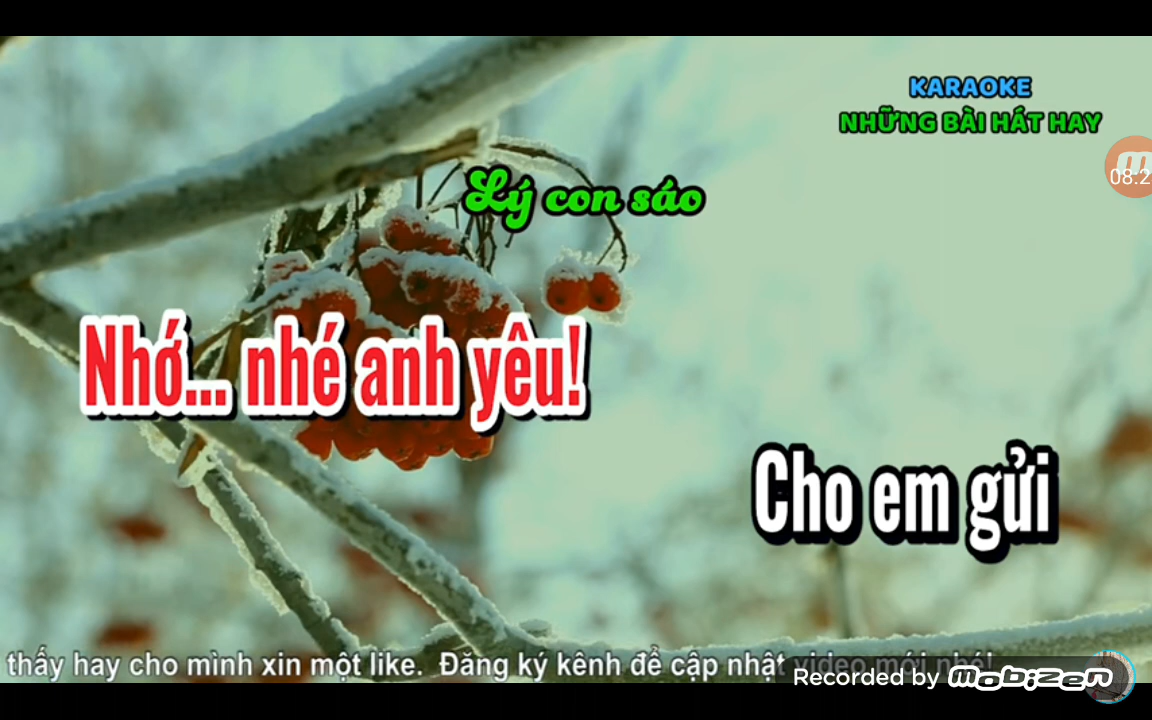 KARAOKE
NHỮNG BÀI HÁT HAY
08:2
Lý con sáo
Nhớ... nhé anh yêu!
Cho em gửi
thấy hay cho mình xin một like. Đăng ký kênh để cập nhật video mới nhé!
Recorded by mobizen